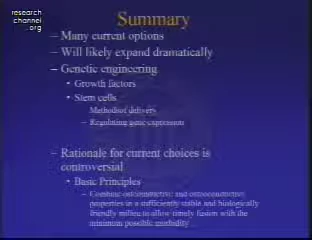 research
channel
.org
Summary
– Many current options
– Will likely expand dramatically
– Genetic engineering
• Growth factors
• Stem cells
Methods of delivery
– Regulating gene expression
– Rationale for current choices is
controversial
• Basic Principles
– Combine osteoinductive and osteoconductive
properties in a sufficiently stable and biologically
friendly milieu to allow timely fusion with the
minimum possible morbidity